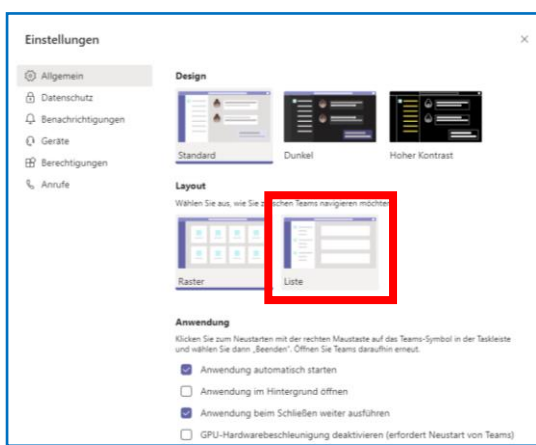 Einstellungen
Allgemein
Datenschutz
Benachrichtigungen
Geräte
Berechtigungen
Anrufe
Design
Standard
Dunkel
Hoher Kontrast
Layout
Wählen Sie aus, wie Sie zwischen Teams navigieren möchten
Raster
Liste
Anwendung
Klicken Sie zum Neustarten mit der rechten Maustaste auf das Teams-Symbol in der Taskleiste
und wählen Sie dann „Beenden“. Öffnen Sie Teams daraufhin erneut.
Anwendung automatisch starten
Anwendung im Hintergrund öffnen
Anwendung beim Schließen weiter ausführen
GPU-Hardwarebeschleunigung deaktivieren (erfordert Neustart von Teams)